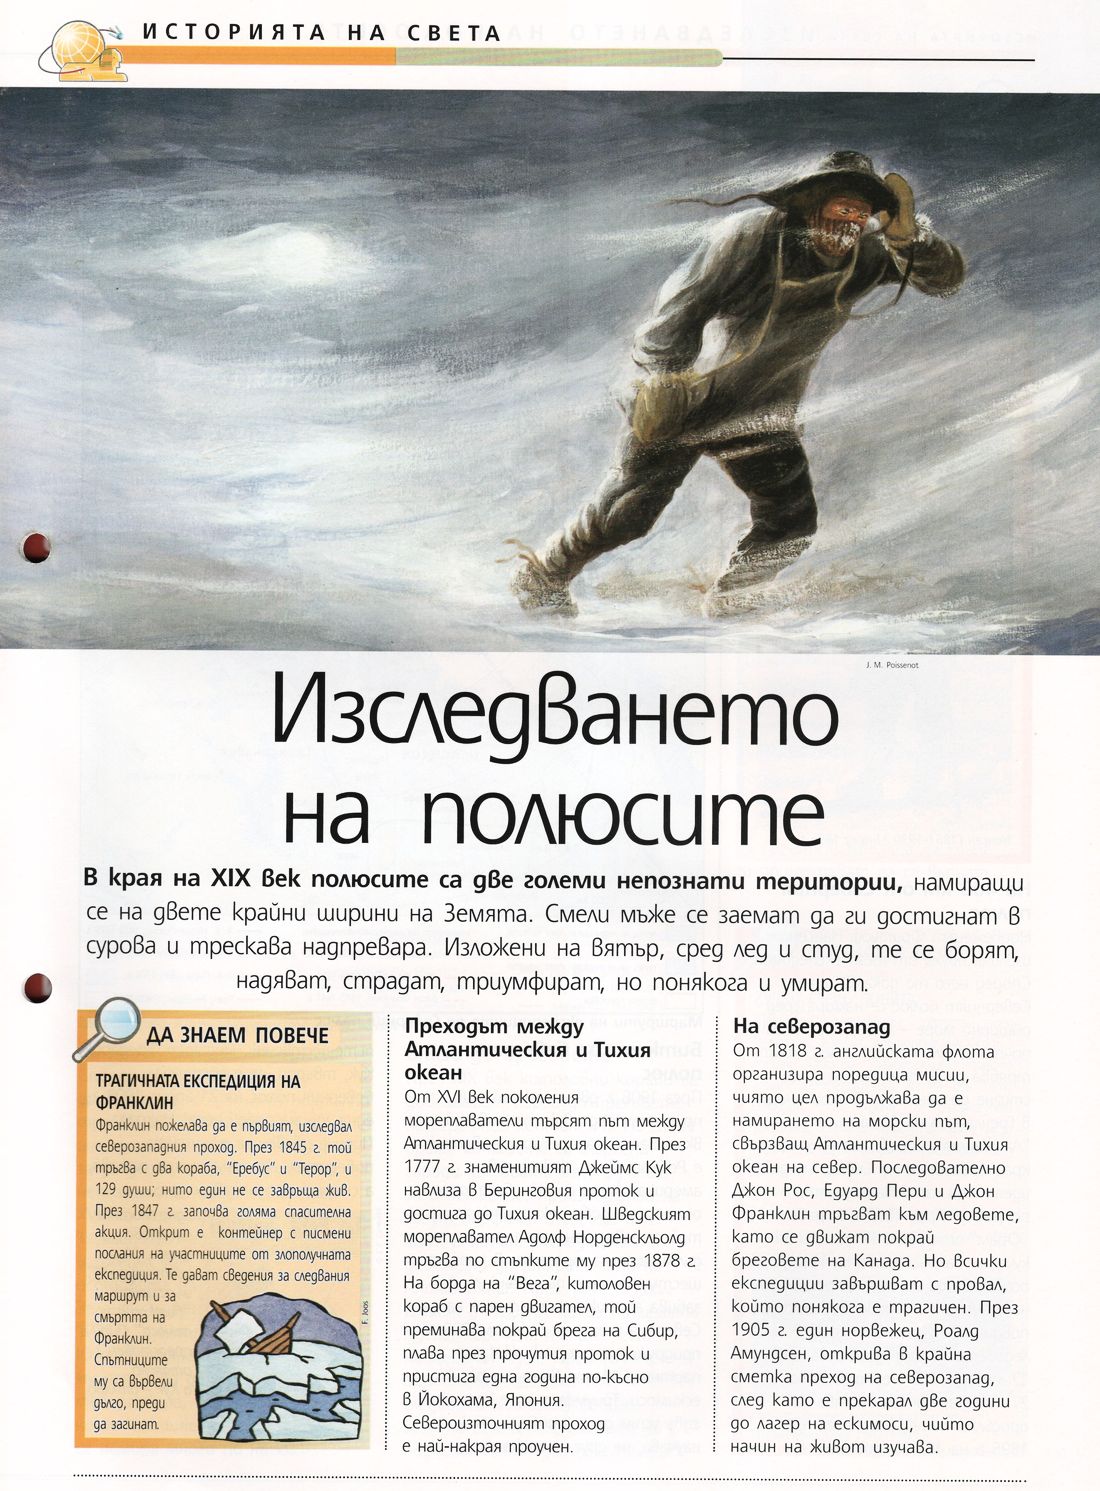 ИСТОРИЯТА НА СВЕТА
J. M. Poissenot
Изследването
на полюсите
В края на XIX век полюсите са две големи непознати територии, намиращи
се на двете крайни ширини на Земята. Смели мъже се заемат да ги достигнат в
сурова и трескава надпревара. Изложени на вятър, сред лед и студ, те се борят,
надяват, страдат, триумфират, но понякога и умират.
ДА ЗНАЕМ ПОВЕЧЕ
ТРАГИЧНАТА ЕКСПЕДИЦИЯ НА
ФРАНКЛИН
Франклин пожелава да е първият, изследвал
северозападния проход. През 1845 г. той
тръгва с два кораба, "Еребус" и "Терор", и
129 души; нито един не се завръща жив.
През 1847 г. започва голяма спасителна
акция. Открит е контейнер с писмени
послания на участниците от злополучната
експедиция. Те дават сведения за следвания
маршрут и за
смъртта на
Франклин.
Спътниците
му са вървели
дълго, преди
да загинат.
F. Joos
Преходът между
Атлантическия и Тихия
океан
От XVI век поколения
мореплаватели търсят път между
Атлантическия и Тихия океан. През
1777 г. знаменитият Джеймс Кук
навлиза в Беринговия проток и
достига до Тихия океан. Шведският
мореплавател Адолф Норденскльолд
тръгва по стъпките му през 1878 г.
На борда на "Вега", китоловен
кораб с парен двигател, той
преминава покрай брега на Сибир,
плава през прочутия проток и
пристига една година по-късно
в Йокохама, Япония.
Североизточният проход
е най-накрая проучен.
На северозапад
От 1818 г. английската флота
организира поредица мисии,
чиято цел продължава да е
намирането на морски път,
свързващ Атлантическия и Тихия
океан на север. Последователно
Джон Рос, Едуард Пери и Джон
Франклин тръгват към ледовете,
като се движат покрай
бреговете на Канада. Но всички
експедиции завършват с провал,
който понякога е трагичен. През
1905 г. един норвежец, Роалд
Амундсен, открива в крайна
сметка преход на северозапад,
след като е прекарал две години
до лагер на ескимоси, чийто
начин на живот изучава.